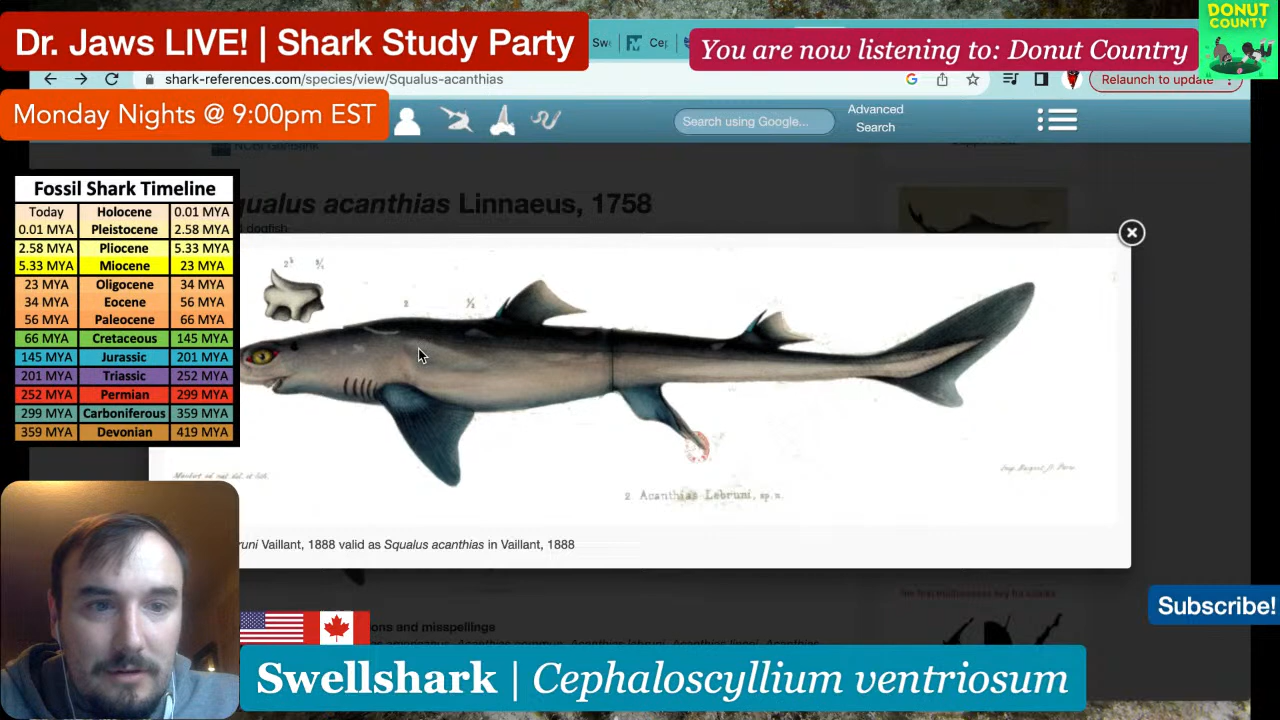 Dr. Jaws LIVE! | Shark Study Party
You are now listening to: Donut Country
DONUT
COUNTY
shark-references.com/species/view/Squalus-acanthias
Relaunch to update
Monday Nights @ 9:00pm EST
Search using Google...
Advanced
Search
qualus acanthias Linnaeus, 1758
dogfish
Fossil Shark Timeline
Today Holocene 0.01 MYA
0.01 MYA Pleistocene 2.58 MYA
2.58 MYA Pliocene 5.33 MYA
5.33 MYA Miocene 23 MYA
23 MYA Oligocene 34 MYA
34 MYA Eocene 56 MYA
56 MYA Paleocene 66 MYA
66 MYA Cretaceous 145 MYA
145 MYA Jurassic 201 MYA
201 MYA Triassic 252 MYA
252 MYA Permian 299 MYA
299 MYA Carboniferous 359 MYA
359 MYA Devonian 419 MYA
2. Acanthias Lebruni, sp. n.
runi Vaillant, 1888 valid as Squalus acanthias in Vaillant, 1888
Subscribe!
ons and misspellings
Swellshark | Cephaloscyllium ventriosum